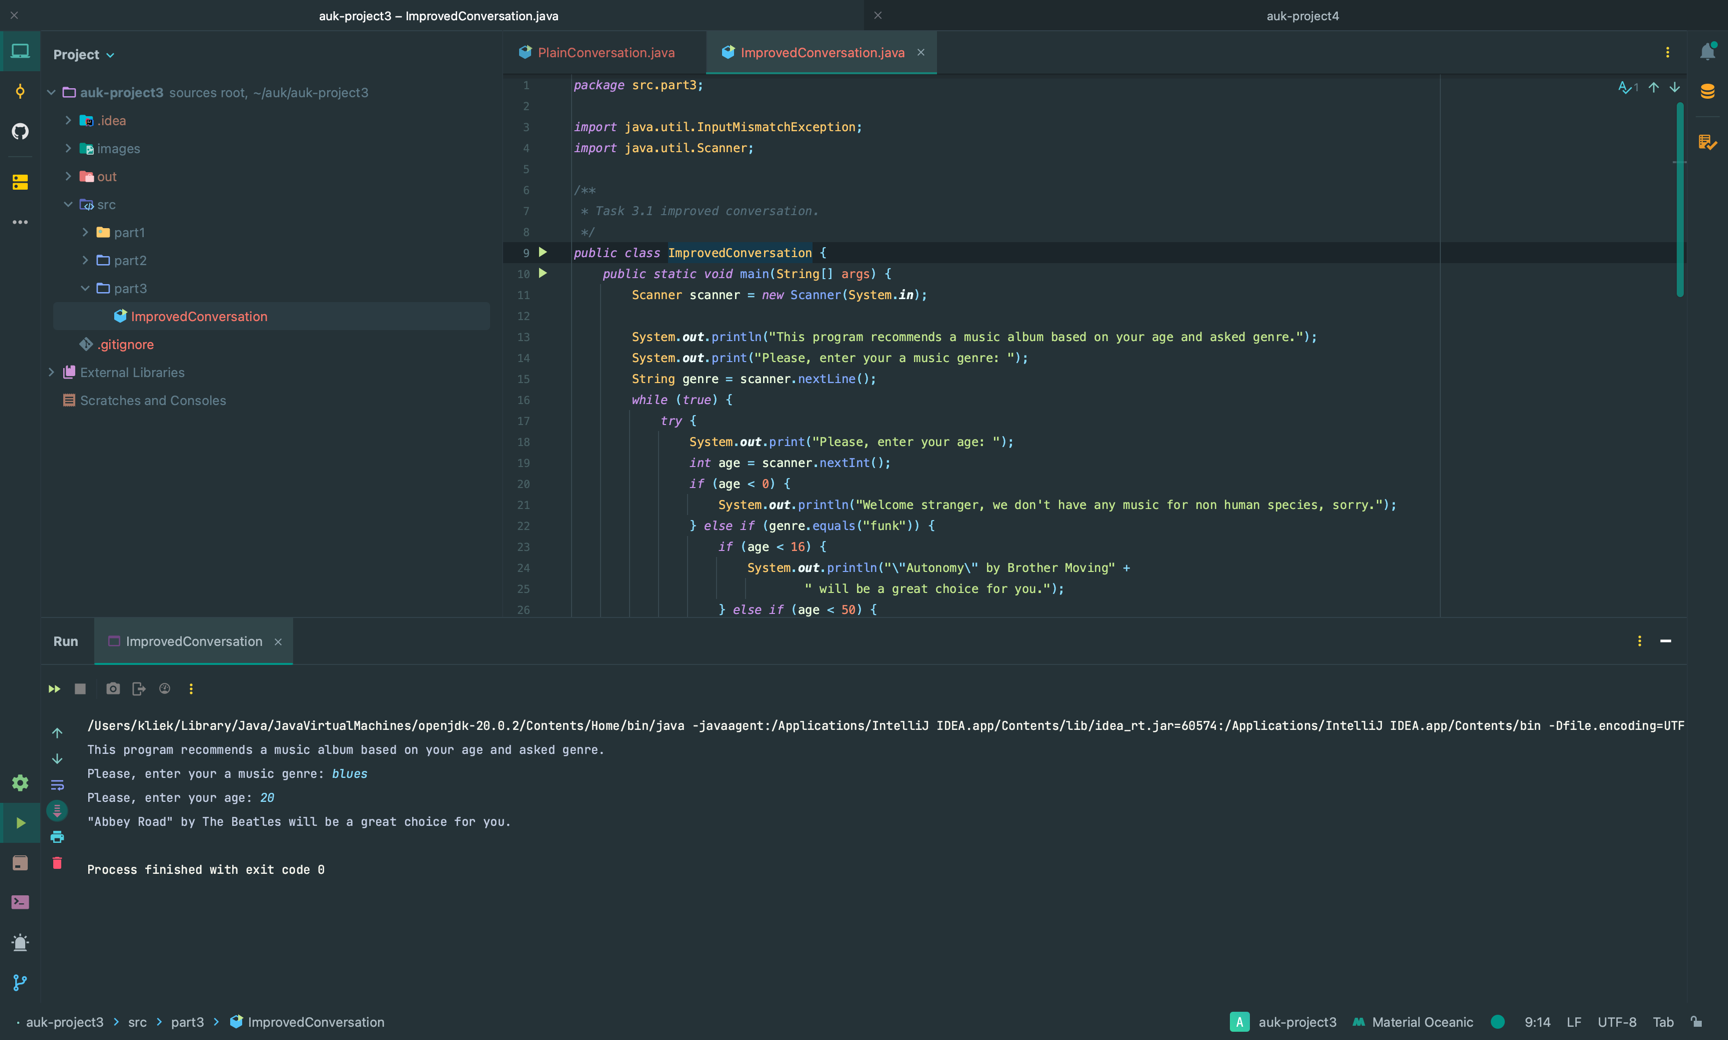 auk-project3 – ImprovedConversation.java
auk-project4
Project
auk-project3 sources root, ~/auk/auk-project3
.idea
images
out
src
part1
part2
part3
ImprovedConversation
.gitignore
External Libraries
Scratches and Consoles
PlainConversation.java
ImprovedConversation.java
1
1 package src.part3;
2
3 import java.util.InputMismatchException;
4 import java.util.Scanner;
5
6 /**
7 * Task 3.1 improved conversation.
8 */
9 public class ImprovedConversation {
10 public static void main(String[] args) {
11 Scanner scanner = new Scanner(System.in);
12
13 System.out.println("This program recommends a music album based on your age and asked genre.");
14 System.out.print("Please, enter your a music genre: ");
15 String genre = scanner.nextLine();
16 while (true) {
17 try {
18 System.out.print("Please, enter your age: ");
19 int age = scanner.nextInt();
20 if (age < 0) {
21 System.out.println("Welcome stranger, we don't have any music for non human species, sorry.");
22 } else if (genre.equals("funk")) {
23 if (age < 16) {
24 System.out.println("\"Autonomy\" by Brother Moving" +
25 " will be a great choice for you.");
26 } else if (age < 50) {
Run
ImprovedConversation
/Users/kliek/Library/Java/JavaVirtualMachines/openjdk-20.0.2/Contents/Home/bin/java -javaagent:/Applications/IntelliJ IDEA.app/Contents/lib/idea_rt.jar=60574:/Applications/IntelliJ IDEA.app/Contents/bin -Dfile.encoding=UTF
This program recommends a music album based on your age and asked genre.
Please, enter your a music genre: blues
Please, enter your age: 20
"Abbey Road" by The Beatles will be a great choice for you.
Process finished with exit code 0
auk-project3 > src > part3 > ImprovedConversation
A auk-project3 Material Oceanic 9:14 LF UTF-8 Tab